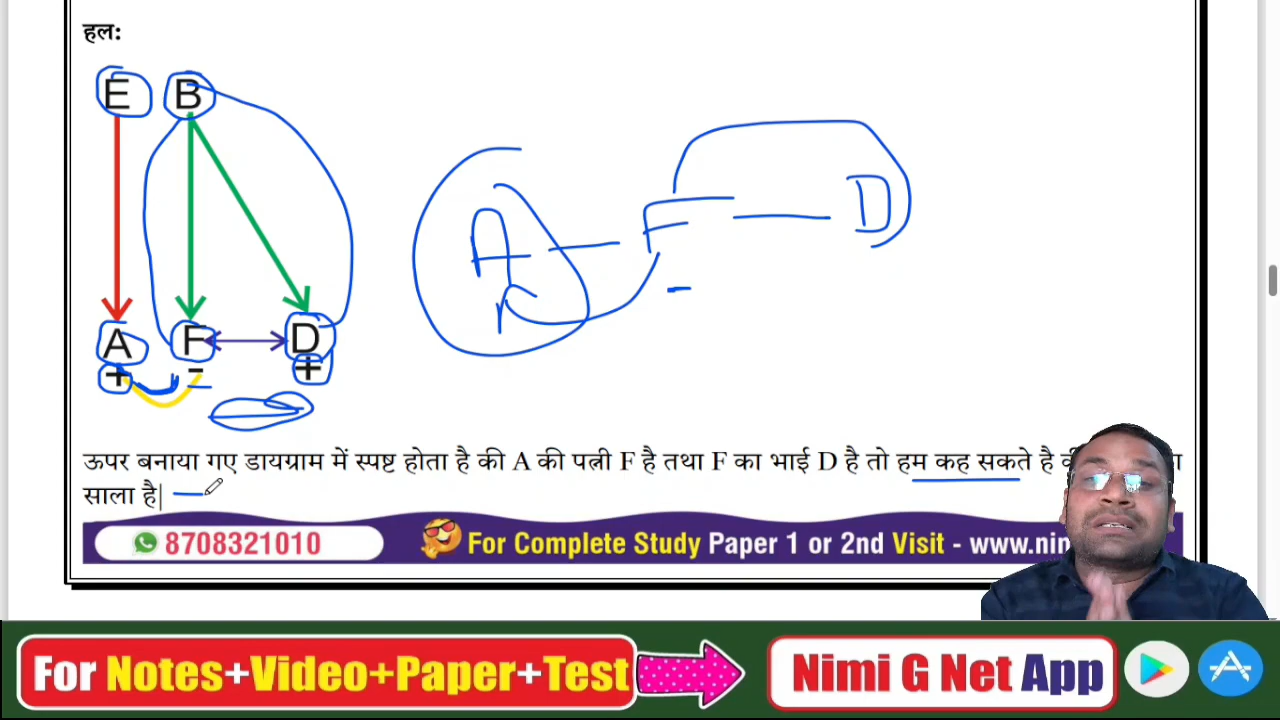 हल:
E B
A F D
+ - +
A F D
-
ऊपर बनाया गए डायग्राम में स्पष्ट होता है की A की पत्नी F है तथा F का भाई D है तो हम कह सकते है
साला है|
8708321010 For Complete Study Paper 1 or 2nd Visit - www.nim
For Notes+Video+Paper+Test Nimi G Net App